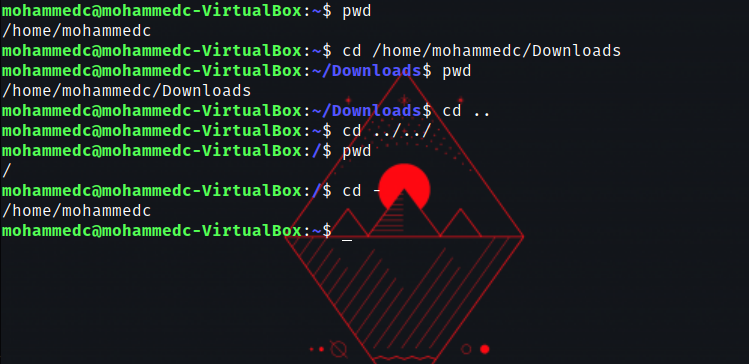 mohammedc@mohammedc-VirtualBox:~$ pwd
/home/mohammedc
mohammedc@mohammedc-VirtualBox:~$ cd /home/mohammedc/Downloads
mohammedc@mohammedc-VirtualBox:~/Downloads$ pwd
/home/mohammedc/Downloads
mohammedc@mohammedc-VirtualBox:~/Downloads$ cd ..
mohammedc@mohammedc-VirtualBox:~$ cd ../../
mohammedc@mohammedc-VirtualBox:/$ pwd
/
mohammedc@mohammedc-VirtualBox:/$ cd -
/home/mohammedc
mohammedc@mohammedc-VirtualBox:~$ _